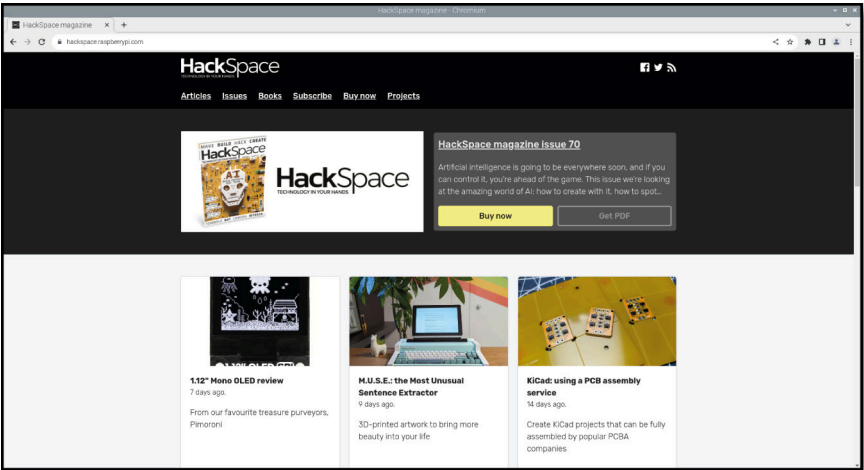 HackSpace magazine - Chromium
HackSpace magazine
hackspace.raspberrypi.com
HackSpace
TECHNOLOGY IN YOUR HANDS
Articles Issues Books Subscribe Buy now Projects
MAKE BUILD HACK CREATE
HackSpace
AI
HackSpace
TECHNOLOGY IN YOUR HANDS
HackSpace magazine issue 70
Artificial intelligence is going to be everywhere soon, and if you
can control it, you're ahead of the game. This issue we're looking
at the amazing world of AI: how to create with it, how to spot...
Buy now Get PDF
1.12" Mono OLED review
7 days ago.
From our favourite treasure purveyors,
Pimoroni
M.U.S.E.: the Most Unusual
Sentence Extractor
9 days ago.
3D-printed artwork to bring more
beauty into your life
KiCad: using a PCB assembly
service
14 days ago.
Create KiCad projects that can be fully
assembled by popular PCBA
companies